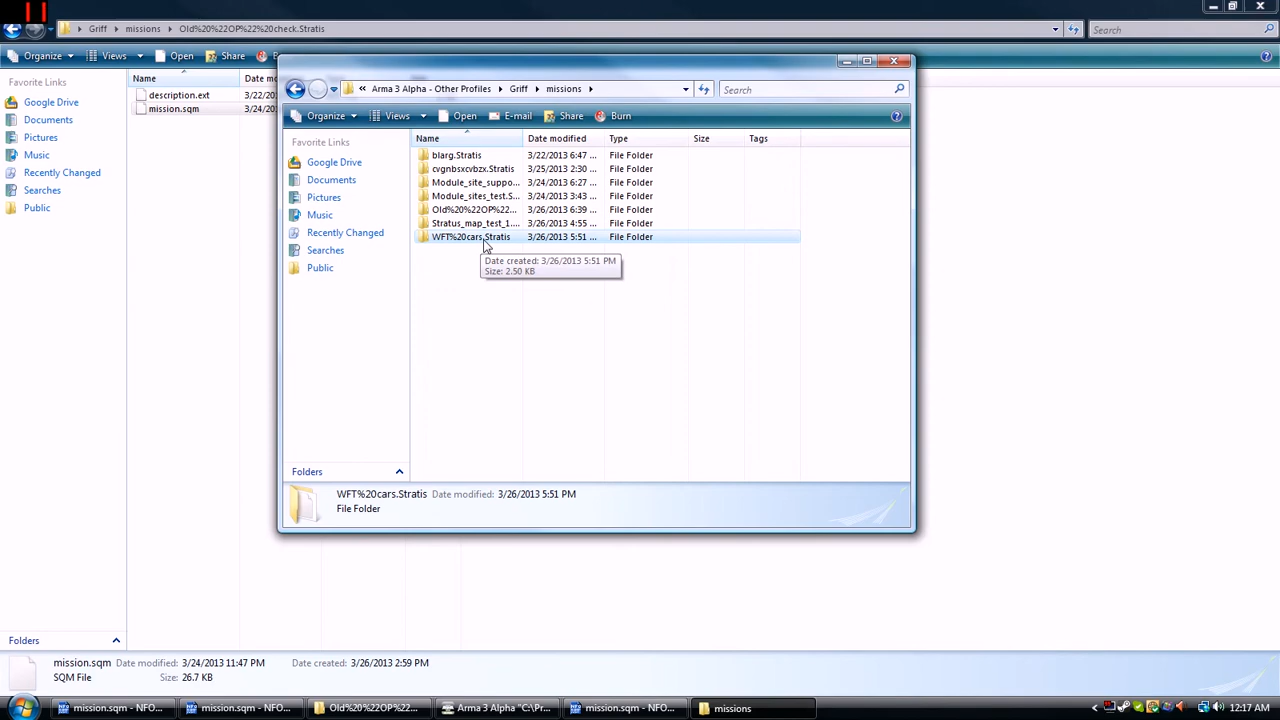 Griff missions Old%20%22OP%22%20check.Stratis Search
Organize Views Open Share B
Favorite Links
Google Drive
Documents
Pictures
Music
Recently Changed
Searches
Public
Folders
Name Date mo
description.ext 3/22/20
mission.sqm 3/24/20
« Arma 3 Alpha - Other Profiles Griff missions Search
Organize Views Open E-mail Share Burn
Favorite Links
Google Drive
Documents
Pictures
Music
Recently Changed
Searches
Public
Folders
Name Date modified Type Size Tags
blarg.Stratis 3/22/2013 6:47 ... File Folder
cvgnbsxcvbzx.Stratis 3/25/2013 2:30 ... File Folder
Module_site_suppo... 3/24/2013 6:27 ... File Folder
Module_sites_test.S... 3/24/2013 3:43 ... File Folder
Old%20%22OP%22... 3/26/2013 6:39 ... File Folder
Stratus_map_test_1.... 3/26/2013 4:55 ... File Folder
WFT%20cars.Stratis 3/26/2013 5:51 ... File Folder
Date created: 3/26/2013 5:51 PM
Size: 2.50 KB
WFT%20cars.Stratis Date modified: 3/26/2013 5:51 PM
File Folder
mission.sqm Date modified: 3/24/2013 11:47 PM Date created: 3/26/2013 2:59 PM
SQM File Size: 26.7 KB
mission.sqm - NFO... mission.sqm - NFO... Old%20%22OP%22... Arma 3 Alpha "C:\Pr... mission.sqm - NFO... missions 12:17 AM